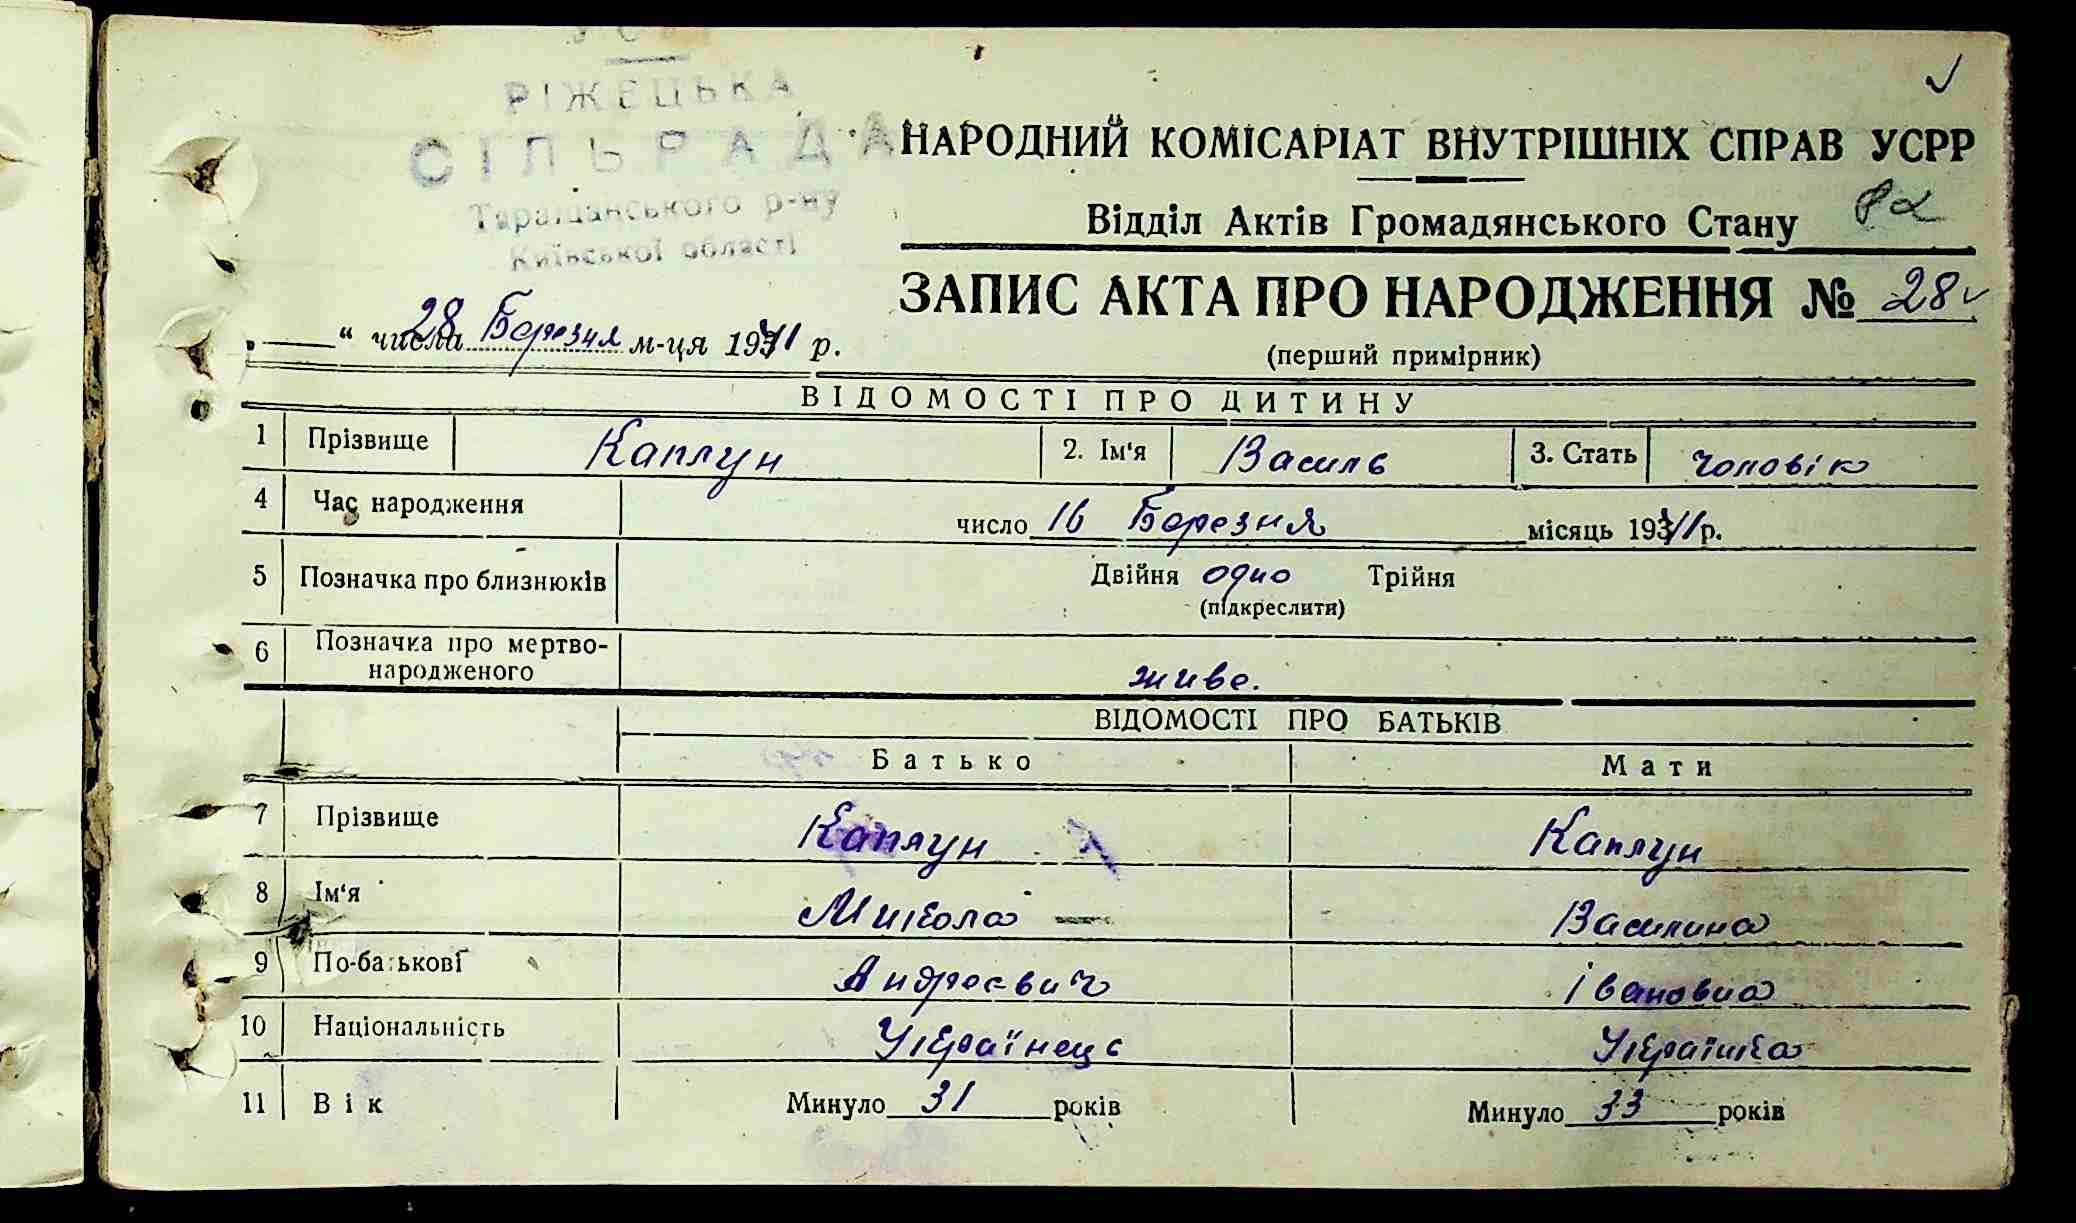 РІЖЕЦЬКА
СІЛЬРАДА
Таращанського р-ну
Київської області
НАРОДНИЙ КОМІСАРІАТ ВНУТРІШНІХ СПРАВ УСРР
Відділ Актів Громадянського Стану
ЗАПИС АКТА ПРО НАРОДЖЕННЯ № 28
(перший примірник)
„ — “ числа 28 Березня м-ця 1941 р.
ВІДОМОСТІ ПРО ДИТИНУ
1 Прізвище Каплун 2. Ім‘я Василь 3. Стать чоловік
4 Час народження число 16 Березня місяць 1941 р.
5 Позначка про близнюків Двійня одно Трійня
(підкреслити)
6 Позначка про мертво-
народженого живе.
ВІДОМОСТІ ПРО БАТЬКІВ
Батько Мати
7 Прізвище Каплун Каплун
8 Ім‘я Микола Василина
9 По-батькові Андреєвич Івановна
10 Національність Українець Українка
11 Вік Минуло 31 років Минуло 33 років